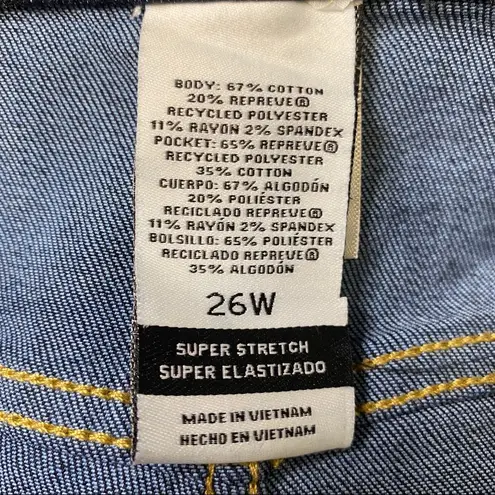 BODY: 67% COTTON
20% REPREVE®
RECYCLED POLYESTER
11% RAYON 2% SPANDEX
POCKET: 65% REPREVE®
RECYCLED POLYESTER
35% COTTON
CUERPO: 67% ALGODÓN
20% POLIÉSTER
RECICLADO REPREVE®
11% RAYON 2% SPANDEX
BOLSILLO: 65% POLIÉSTER
RECICLADO REPREVE®
35% ALGODÓN
26W
SUPER STRETCH
SUPER ELASTIZADO
MADE IN VIETNAM
HECHO EN VIETNAM